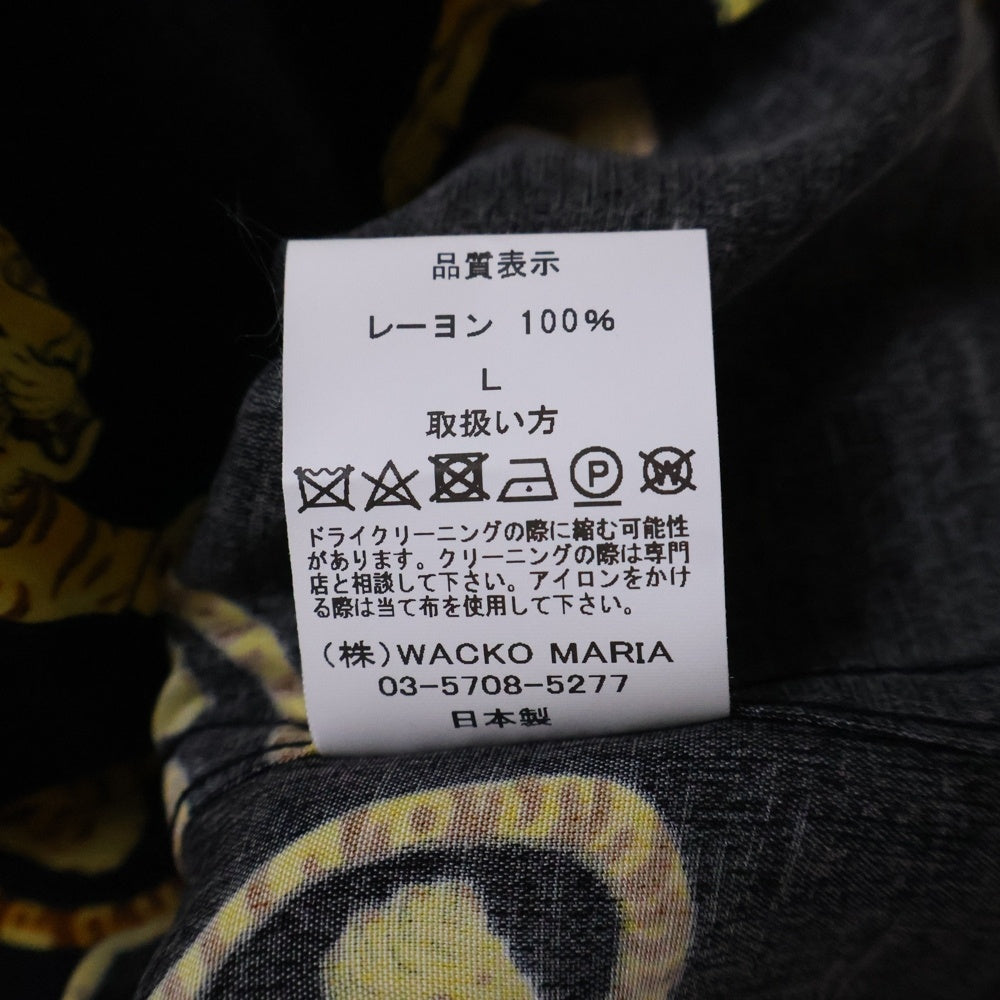 品質表示
レーヨン 100%
L
取扱い方
P W
ドライクリーニングの際に縮む可能性
があります。クリーニングの際は専門
店と相談して下さい。アイロンをかけ
る際は当て布を使用して下さい。
(株)WACKO MARIA
03-5708-5277
日本製